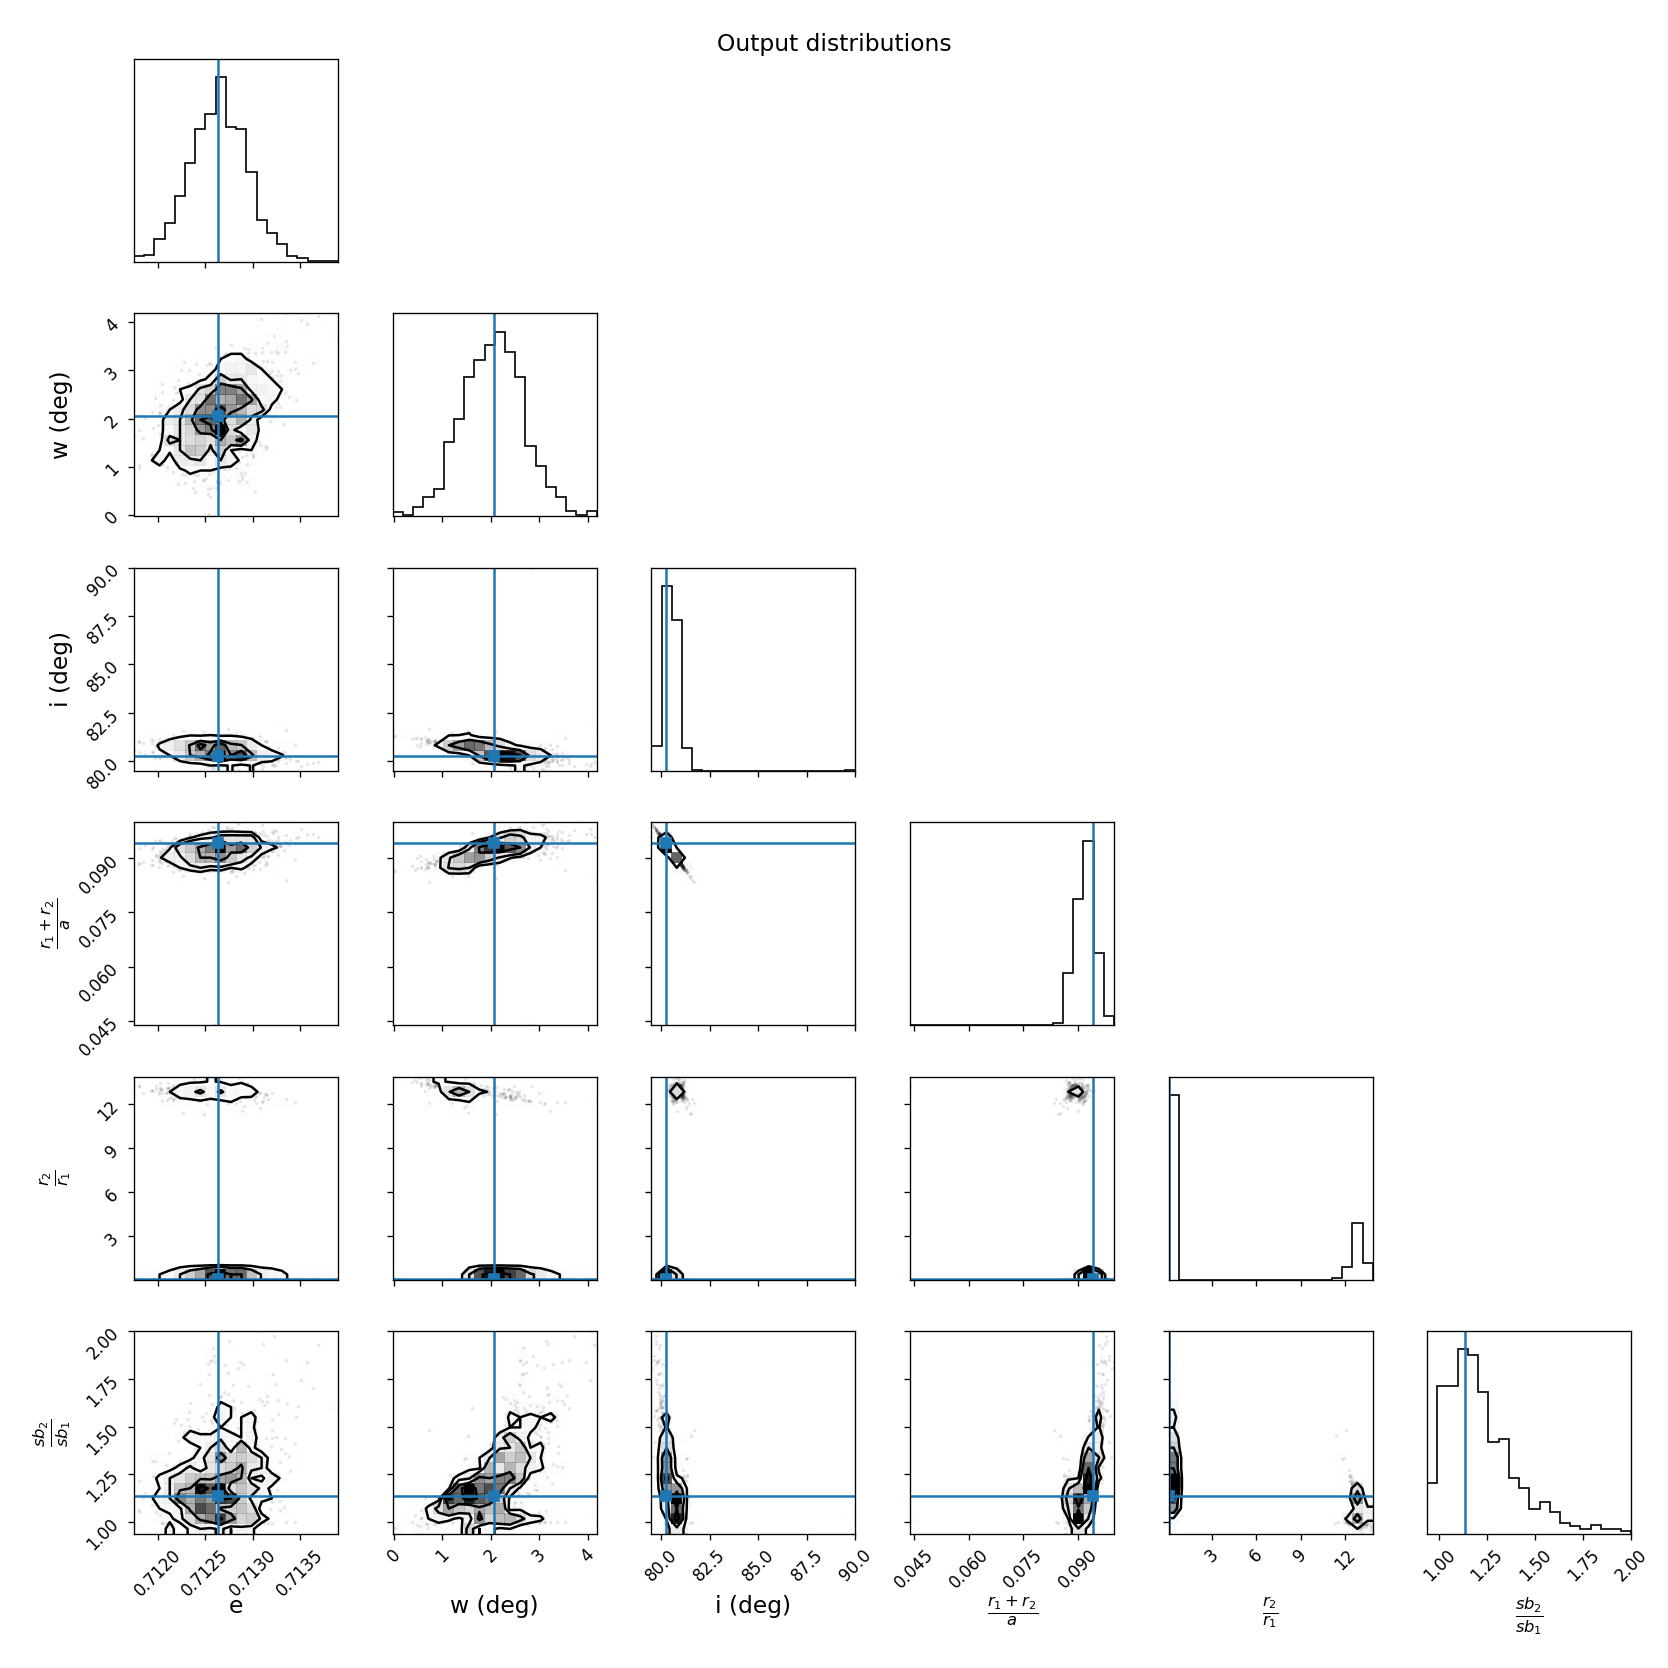 Output distributions
w (deg)
4
3
2
1
0
i (deg)
90.0
87.5
85.0
82.5
80.0
r₁ + r₂
a
0.090
0.075
0.060
0.045
r₂
r₁
12
9
6
3
sb₂
sb₁
2.00
1.75
1.50
1.25
1.00
0.7120 0.7125 0.7130 0.7135
0 1 2 3 4
80.0 82.5 85.0 87.5 90.0
0.045 0.060 0.075 0.090
3 6 9 12
1.00 1.25 1.50 1.75 2.00
e
w (deg)
i (deg)
r₁ + r₂
a
r₂
r₁
sb₂
sb₁